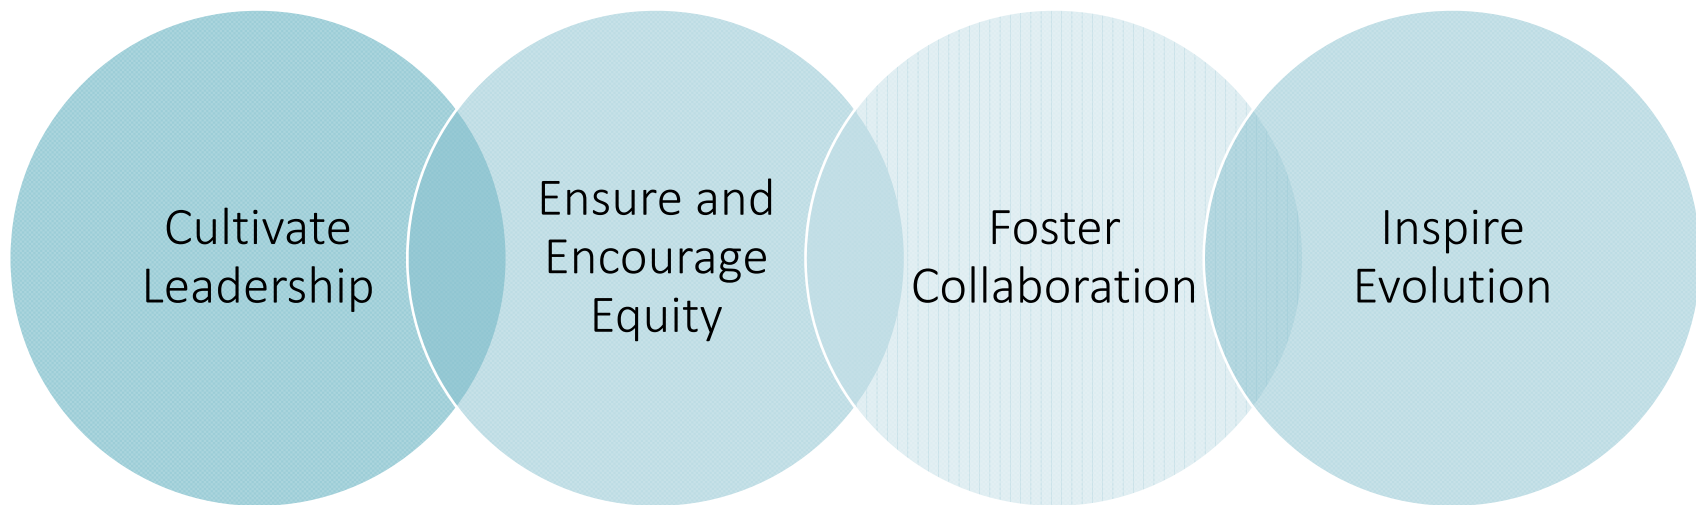 Cultivate
Leadership
Ensure and
Encourage
Equity
Foster
Collaboration
Inspire
Evolution